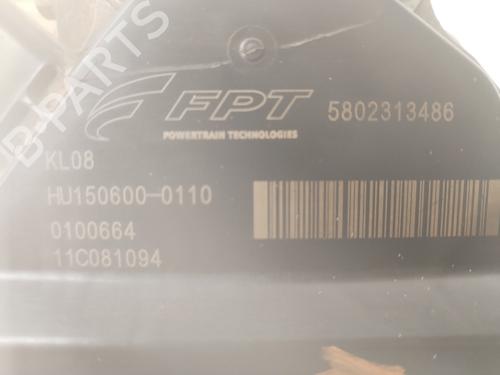 FPT
POWERTRAIN TECHNOLOGIES
5802313486
KL08
HU150600-0110
0100664
11C081094
B-PARTS